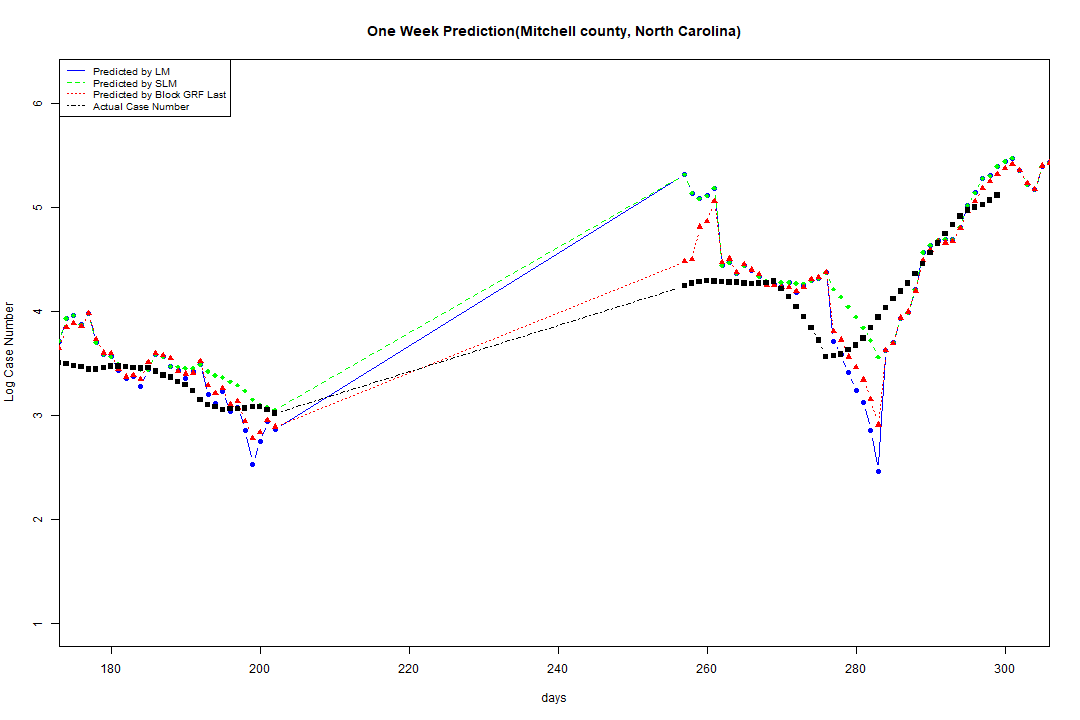 One Week Prediction(Mitchell county, North Carolina)
Predicted by LM
Predicted by SLM
Predicted by Block GRF Last
Actual Case Number
6
5
4
3
2
1
Log Case Number
180 200 220 240 260 280 300
days